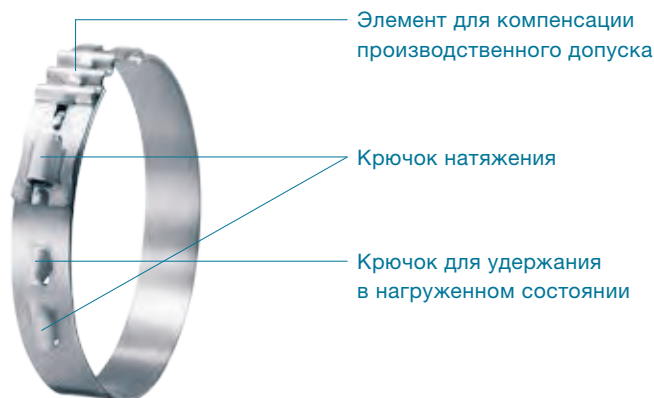 Элемент для компенсации
производственного допуска
Крючок натяжения
Крючок для удержания
в нагруженном состоянии